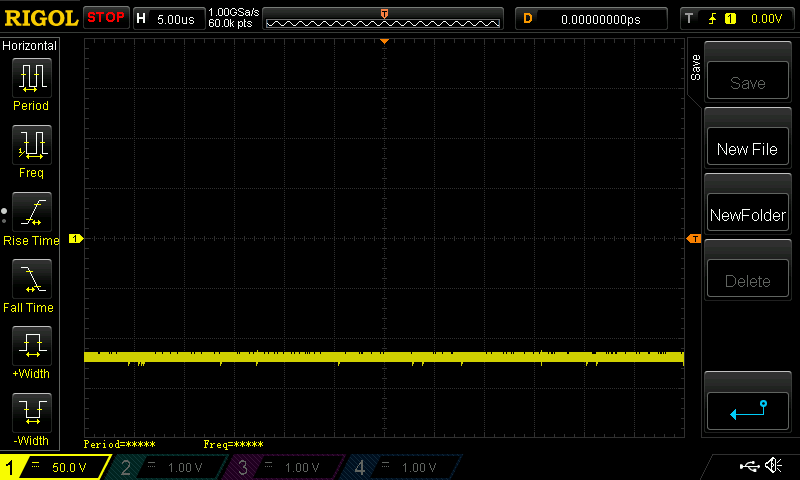 RIGOL STOP H 5.00us 1.00GSa/s 60.0k pts T D 0.00000000ps T 1 0.00V
Horizontal
Period
Freq
Rise Time
Fall Time
+Width
-Width
1
T
Period=***** Freq=*****
Save
Save
New File
NewFolder
Delete
1 50.0 V 2 1.00 V 3 1.00 V 4 1.00 V